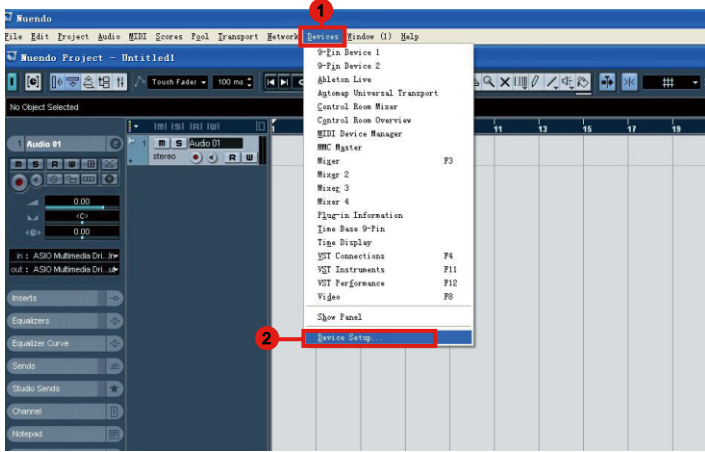 1
Nuendo
File Edit Project Audio MIDI Scores Pool Transport Network Devices Window (1) Help
Nuendo Project - Untitled1
Touch Fader 100 ms
No Object Selected
11 13 15 17 19
1 Audio 01
M S R W
0.00
<C>
0.00
in : ASIO Multimedia Dri...In
out : ASIO Multimedia Dri...ut
Inserts
Equalizers
Equalizer Curve
Sends
Studio Sends
Channel
Notepad
1 M S Audio 01
stereo R W
9-Pin Device 1
9-Pin Device 2
Ableton Live
Automap Universal Transport
Control Room Mixer
Control Room Overview
MIDI Device Manager
MMC Master
Mixer F3
Mixer 2
Mixer 3
Mixer 4
Plug-in Information
Time Base 9-Pin
Time Display
VST Connections F4
VST Instruments F11
VST Performance F12
Video F8
Show Panel
2
Device Setup...